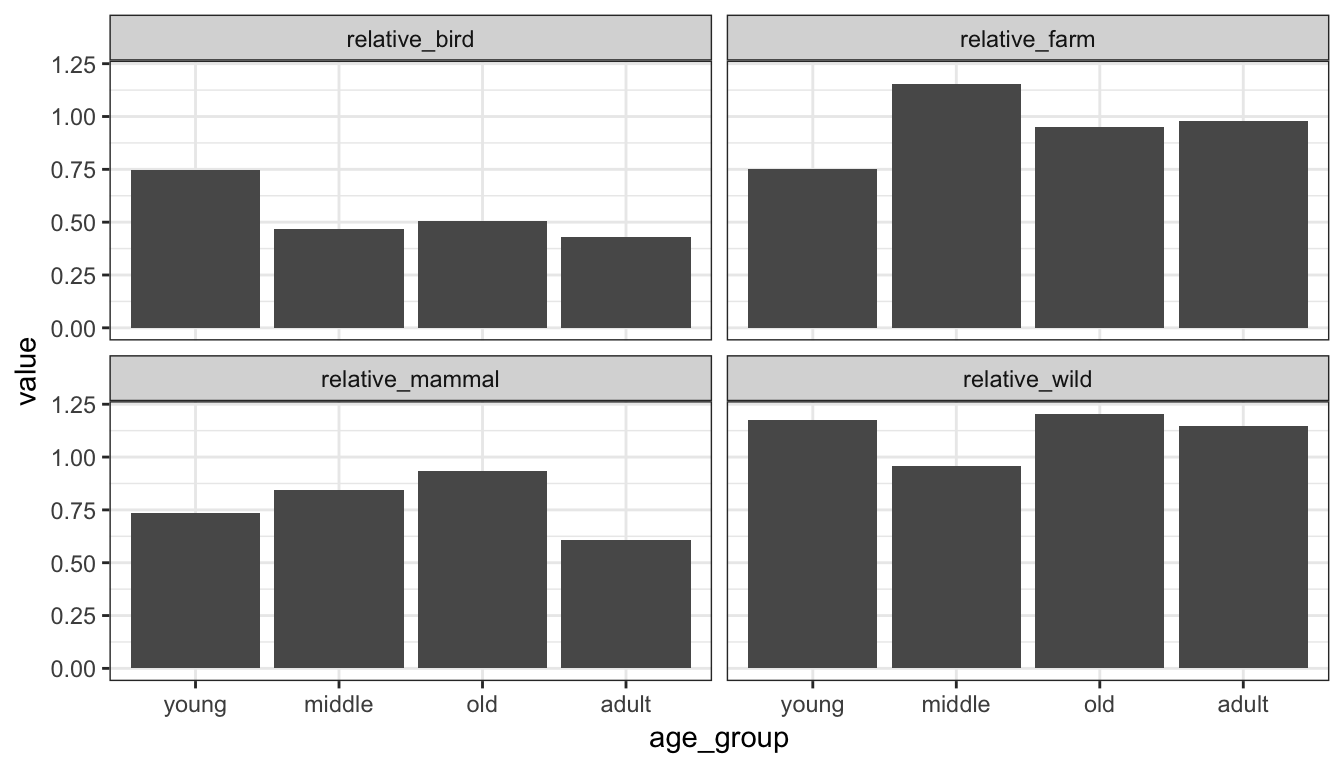 relative_bird
relative_farm
1.25
1.00
0.75
0.50
0.25
0.00
relative_mammal
relative_wild
1.25
1.00
0.75
0.50
0.25
0.00
value
young middle old adult
young middle old adult
age_group